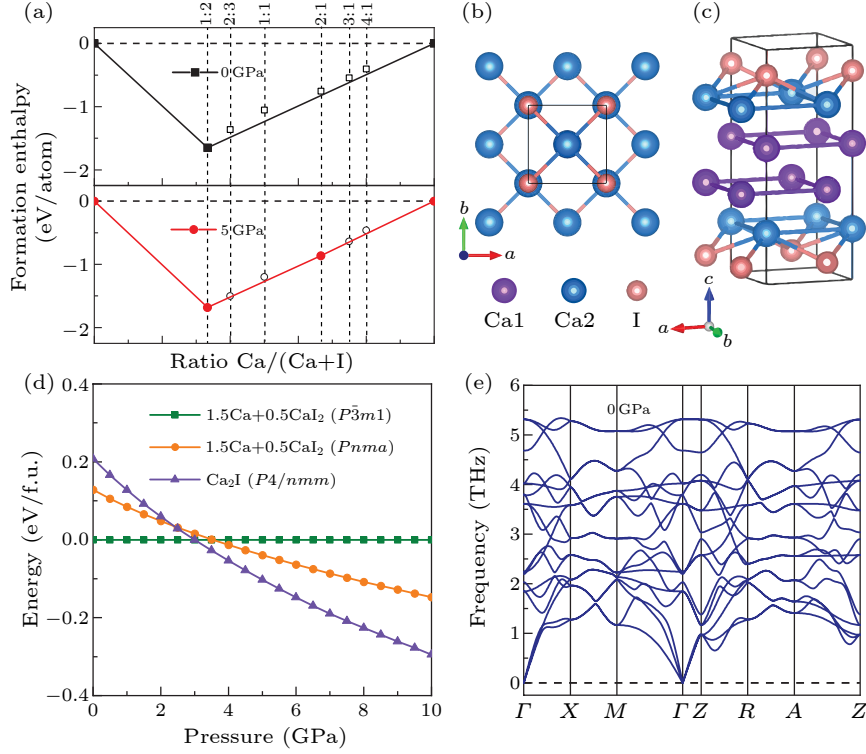 (a)
1:2
2:3
1:1
2:1
3:1
4:1
0
−1
−2
0 GPa
0
−1
−2
5 GPa
Formation enthalpy
(eV/atom)
Ratio Ca/(Ca+I)
(b)
b
a
Ca1
Ca2
I
(c)
c
a
b
(d)
0.4
0.2
0.0
−0.2
−0.4
Energy (eV/f.u.)
1.5Ca+0.5CaI₂ (P3̄m1)
1.5Ca+0.5CaI₂ (Pnma)
Ca₂I (P4/nmm)
0 2 4 6 8 10
Pressure (GPa)
(e)
6
5
4
3
2
1
0
Frequency (THz)
0 GPa
Γ X M Γ Z R A Z